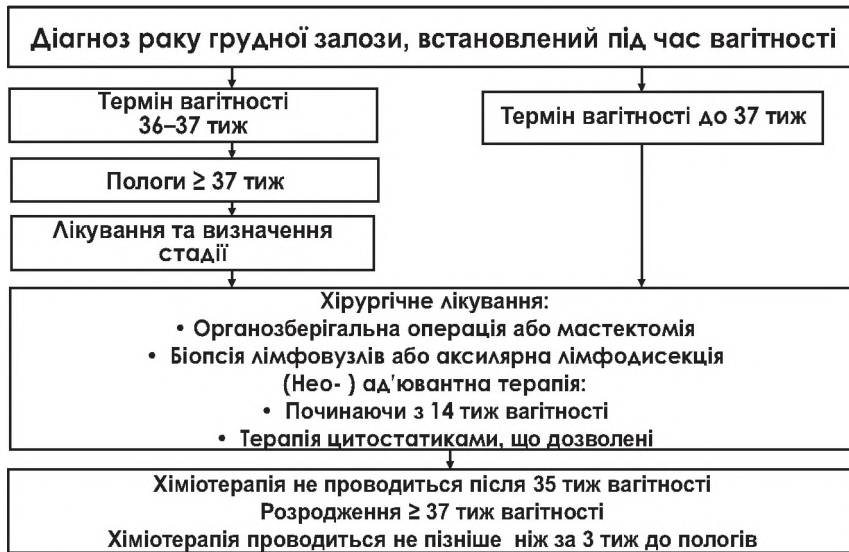 Діагноз раку грудної залози, встановлений під час вагітності
Термін вагітності
36–37 тиж
Термін вагітності до 37 тиж
Пологи ≥ 37 тиж
Лікування та визначення
стадії
Хірургічне лікування:
• Органозберігальна операція або мастектомія
• Біопсія лімфовузлів або аксилярна лімфодисекція
(Нео- ) ад'ювантна терапія:
• Починаючи з 14 тиж вагітності
• Терапія цитостатиками, що дозволені
Хіміотерапія не проводиться після 35 тиж вагітності
Розродження ≥ 37 тиж вагітності
Хіміотерапія проводиться не пізніше ніж за 3 тиж до пологів